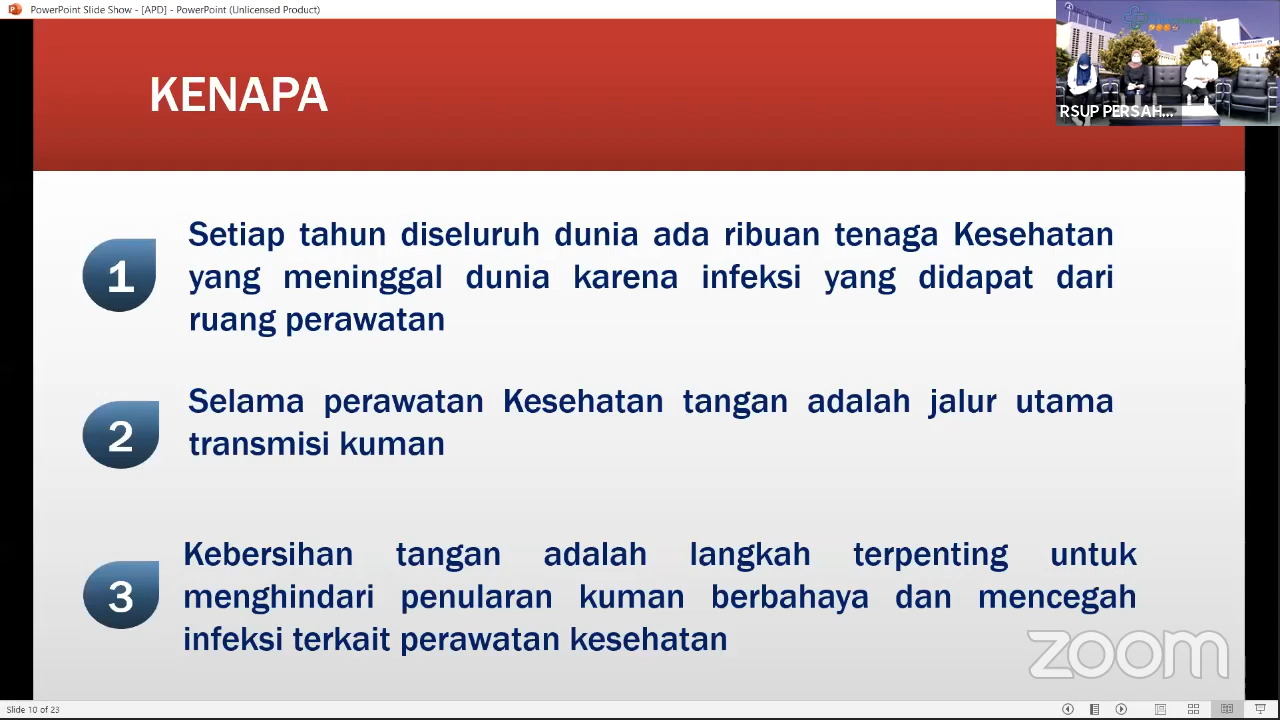 PowerPoint Slide Show - [APD] - PowerPoint (Unlicensed Product)
KENAPA
RSUP PERSAH...
1
Setiap tahun diseluruh dunia ada ribuan tenaga Kesehatan
yang meninggal dunia karena infeksi yang didapat dari
ruang perawatan
2
Selama perawatan Kesehatan tangan adalah jalur utama
transmisi kuman
3
Kebersihan tangan adalah langkah terpenting untuk
menghindari penularan kuman berbahaya dan mencegah
infeksi terkait perawatan kesehatan
zoom
Slide 10 of 23